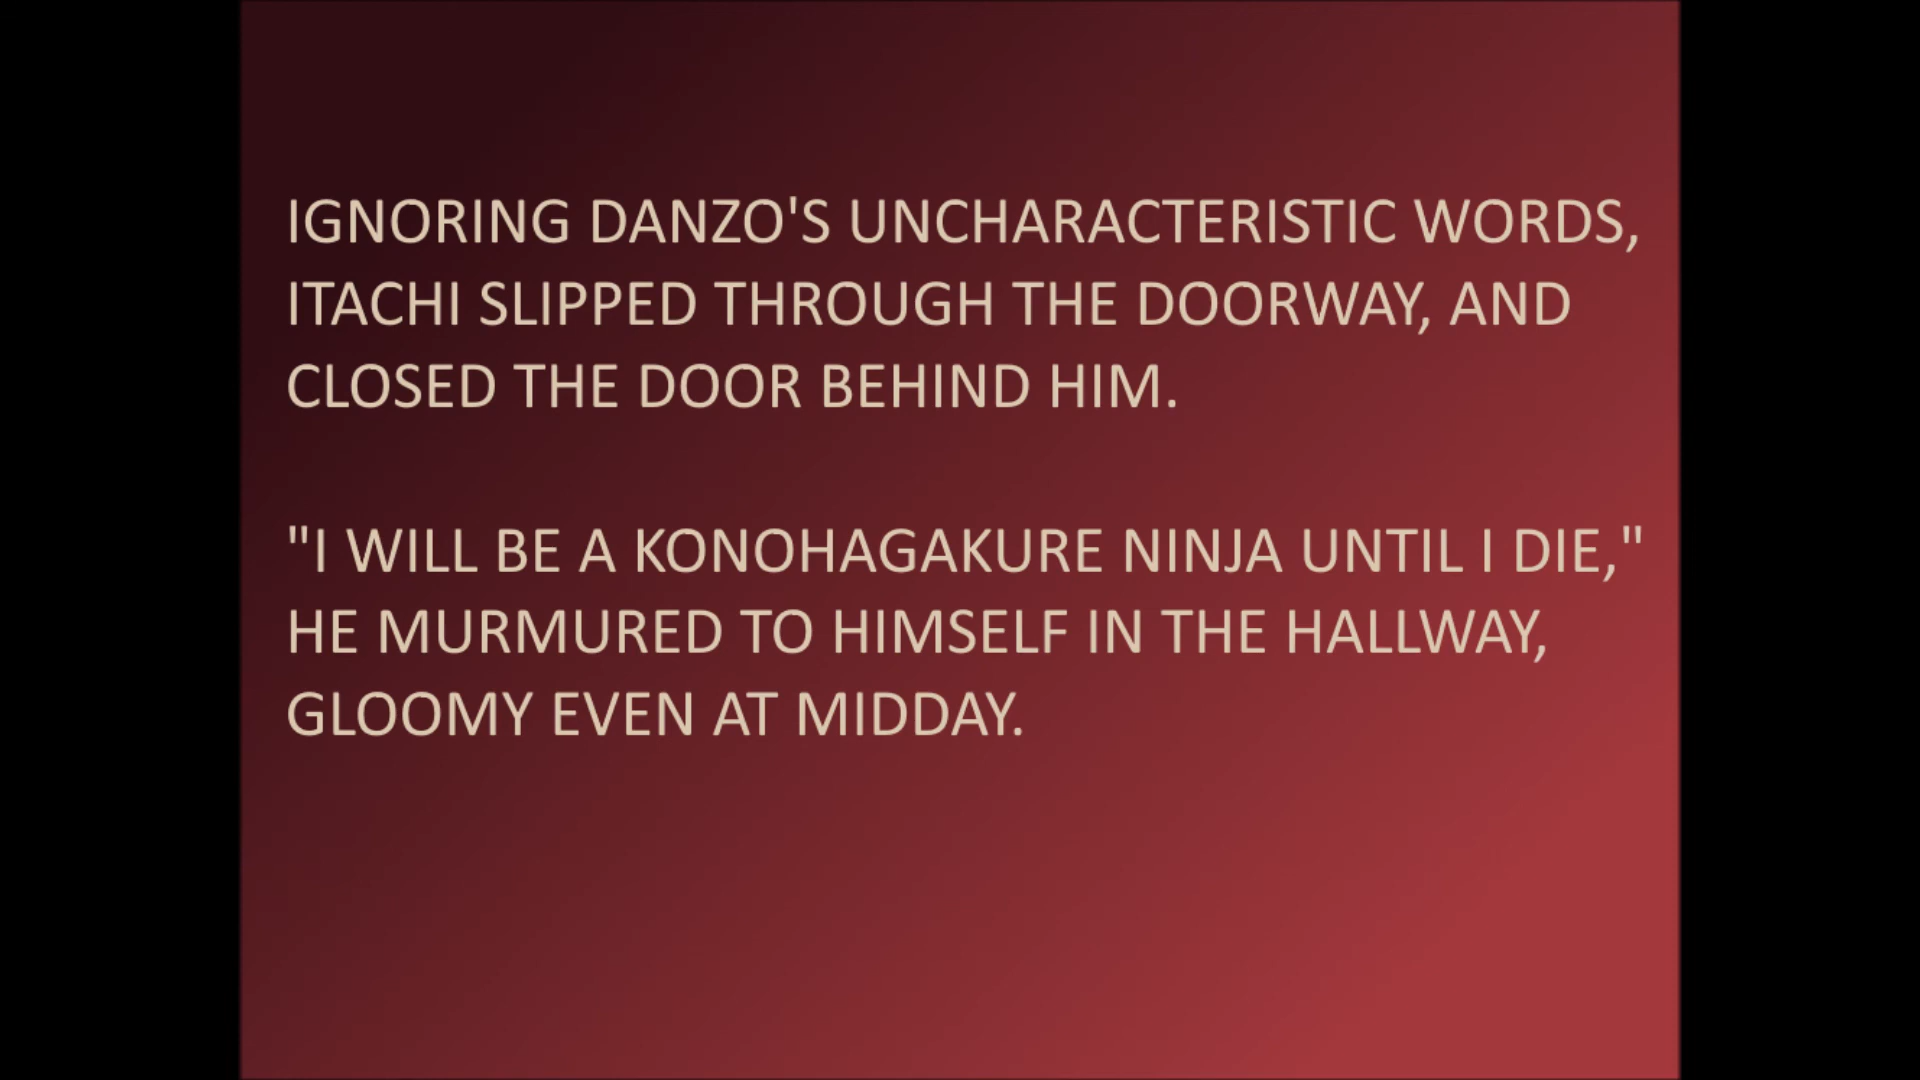 IGNORING DANZO'S UNCHARACTERISTIC WORDS,
ITACHI SLIPPED THROUGH THE DOORWAY, AND
CLOSED THE DOOR BEHIND HIM.
"I WILL BE A KONOHAGAKURE NINJA UNTIL I DIE,"
HE MURMURED TO HIMSELF IN THE HALLWAY,
GLOOMY EVEN AT MIDDAY.